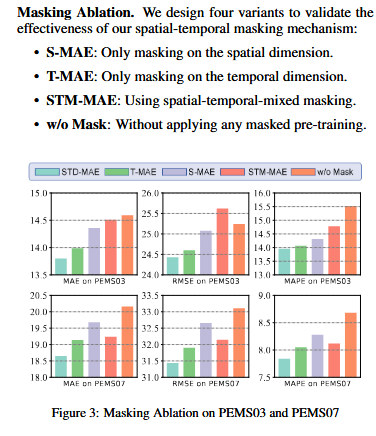 Masking Ablation. We design four variants to validate the
effectiveness of our spatial-temporal masking mechanism:
• S-MAE: Only masking on the spatial dimension.
• T-MAE: Only masking on the temporal dimension.
• STM-MAE: Using spatial-temporal-mixed masking.
• w/o Mask: Without applying any masked pre-training.
STD-MAE T-MAE S-MAE STM-MAE w/o Mask
15.0
14.5
14.0
13.5
MAE on PEMS03
26.0
25.5
25.0
24.5
24.0
RMSE on PEMS03
16.0
15.5
15.0
14.5
14.0
13.5
13.0
MAPE on PEMS03
20.5
20.0
19.5
19.0
18.5
18.0
MAE on PEMS07
33.5
33.0
32.5
32.0
31.5
31.0
RMSE on PEMS07
9.0
8.5
8.0
7.5
MAPE on PEMS07
Figure 3: Masking Ablation on PEMS03 and PEMS07